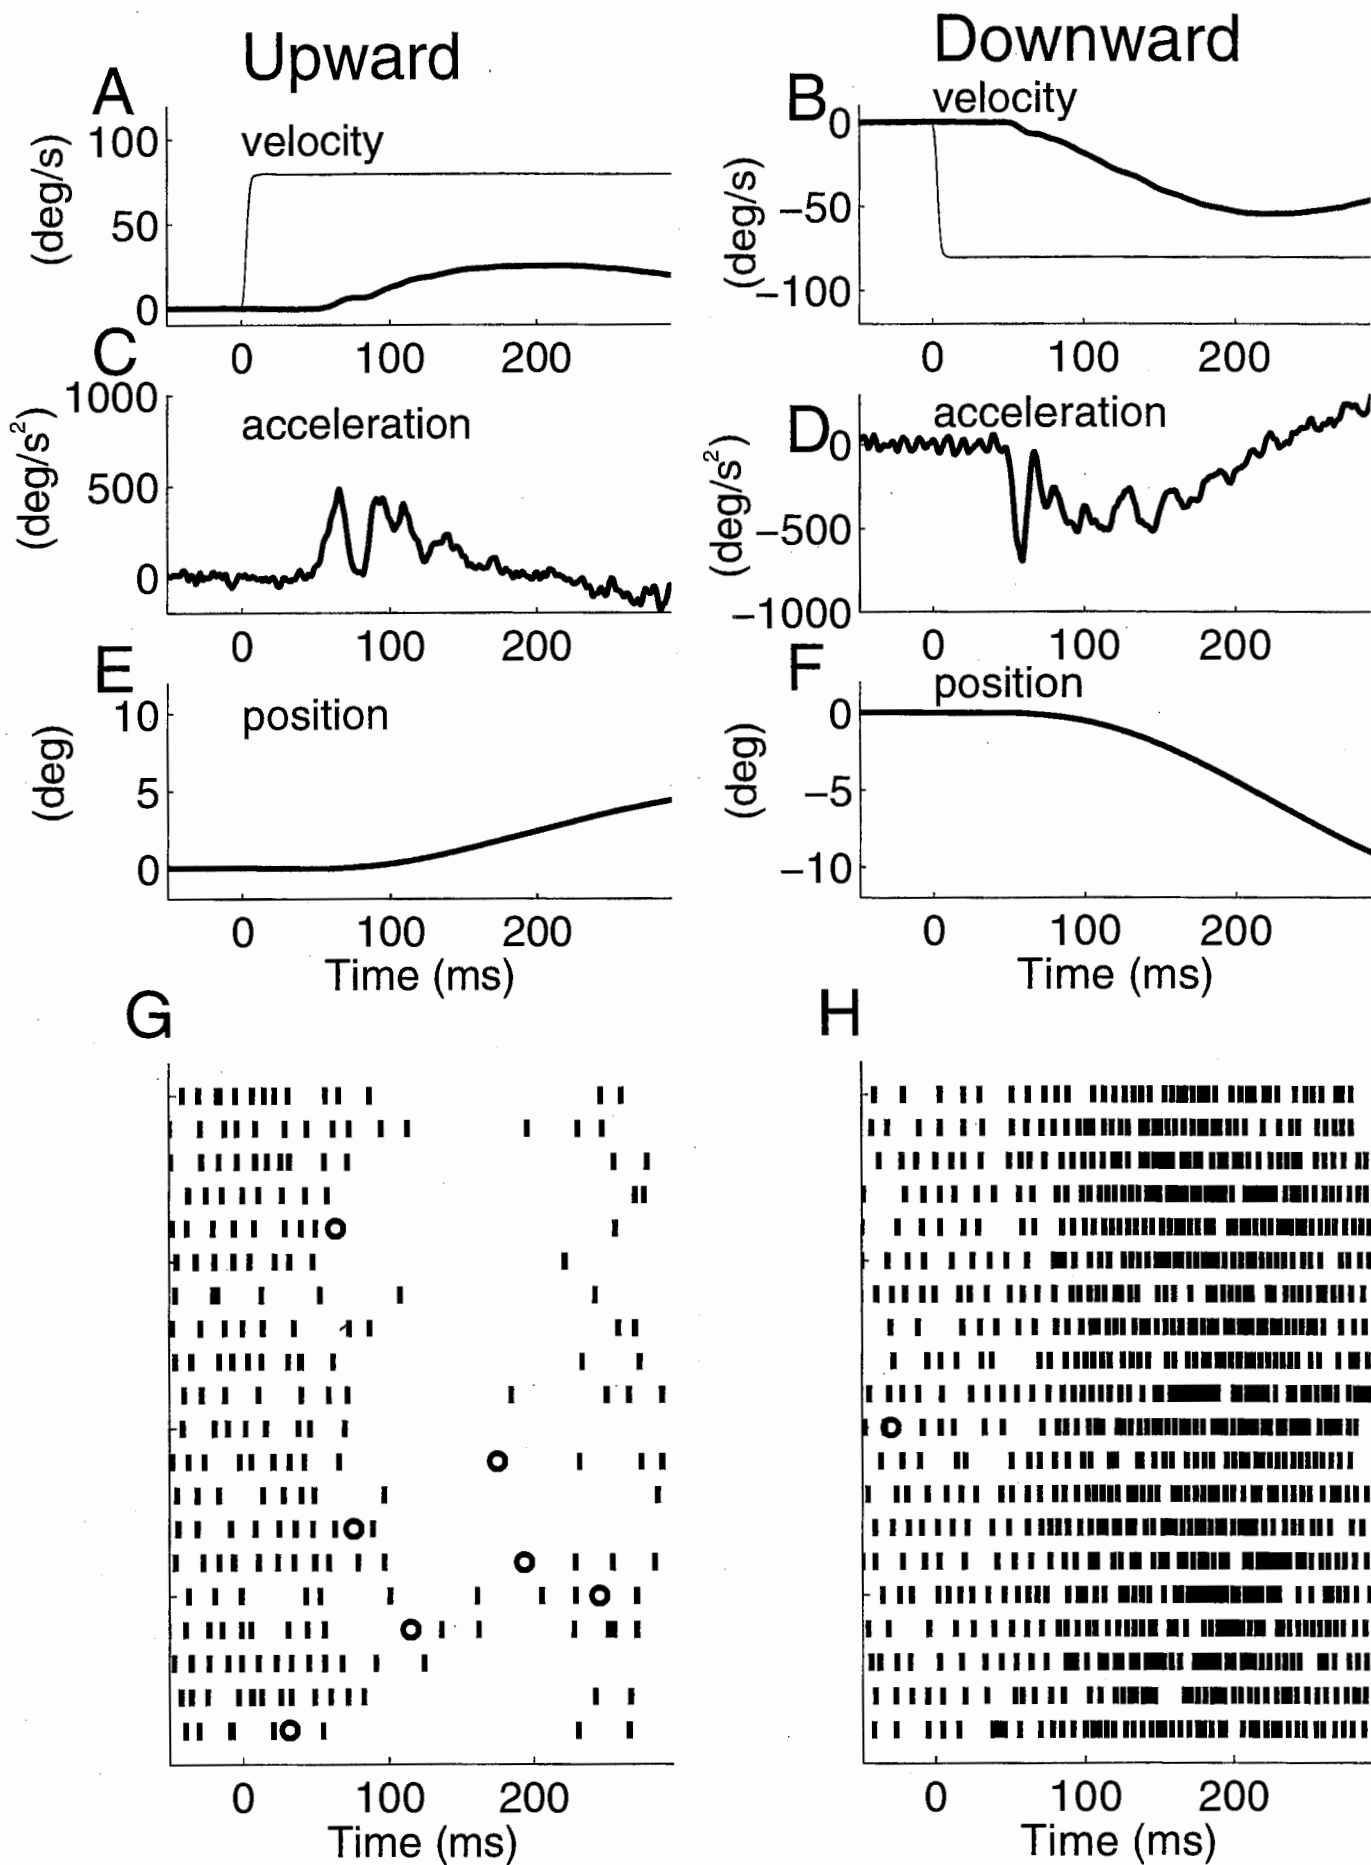 Upward
Downward
A
velocity
100
50
0
(deg/s)
0 100 200
B
velocity
0
−50
−100
(deg/s)
0 100 200
C
acceleration
1000
500
0
(deg/s²)
0 100 200
D
acceleration
0
−500
−1000
(deg/s²)
0 100 200
E
position
10
5
0
(deg)
0 100 200
Time (ms)
F
position
0
−5
−10
(deg)
0 100 200
Time (ms)
G
0 100 200
Time (ms)
H
0 100 200
Time (ms)